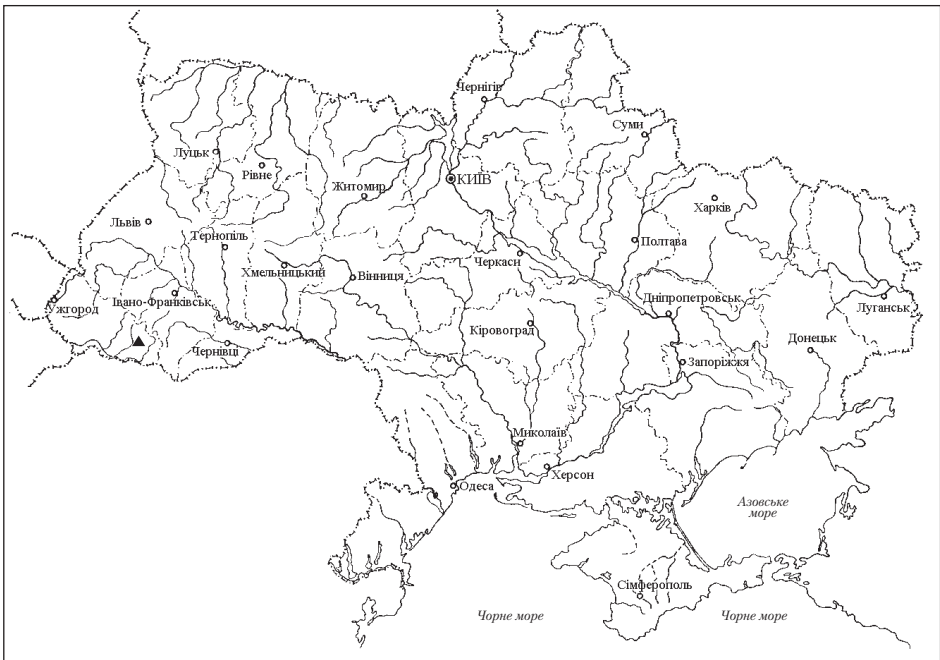 Чернігів
Суми
Луцьк
Рівне
КИЇВ
Житомир
Харків
Львів
Тернопіль
Полтава
Черкаси
Хмельницький
Вінниця
Ужгород
Івано-Франківськ
Дніпропетровськ
Луганськ
Кіровоград
Донецьк
Чернівці
Запоріжжя
Миколаїв
Херсон
Одеса
Азовське
море
Сімферополь
Чорне море
Чорне море